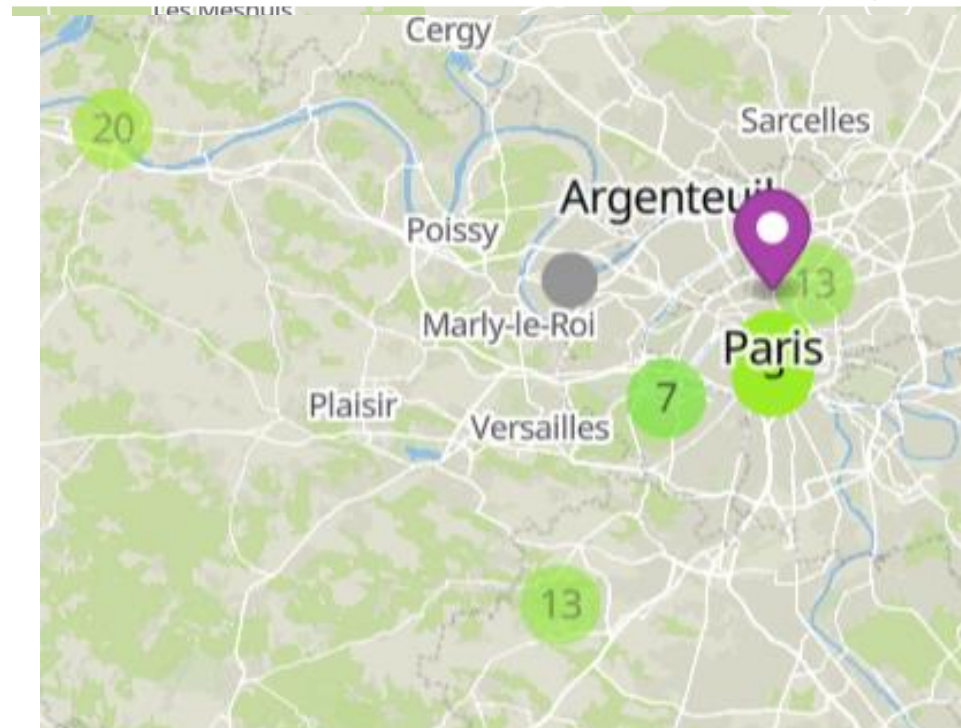 Les Mesnuls
Cergy
20
Sarcelles
Argenteuil
Poissy
13
Marly-le-Roi
Paris
7
Plaisir
Versailles
13